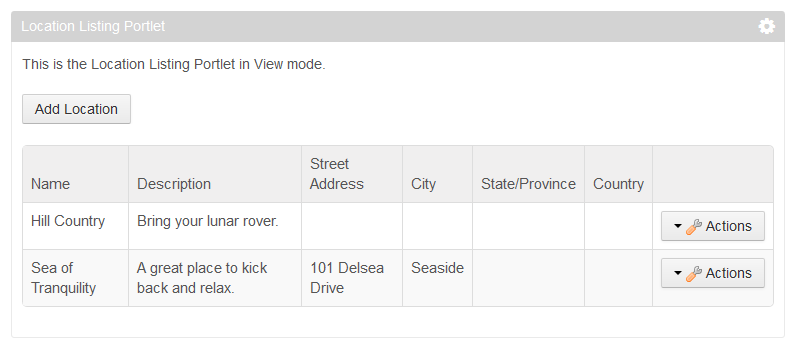 Location Listing Portlet
This is the Location Listing Portlet in View mode.
Add Location
Name Description Street Address City State/Province Country
Hill Country Bring your lunar rover. Actions
Sea of Tranquility A great place to kick back and relax. 101 Delsea Drive Seaside Actions